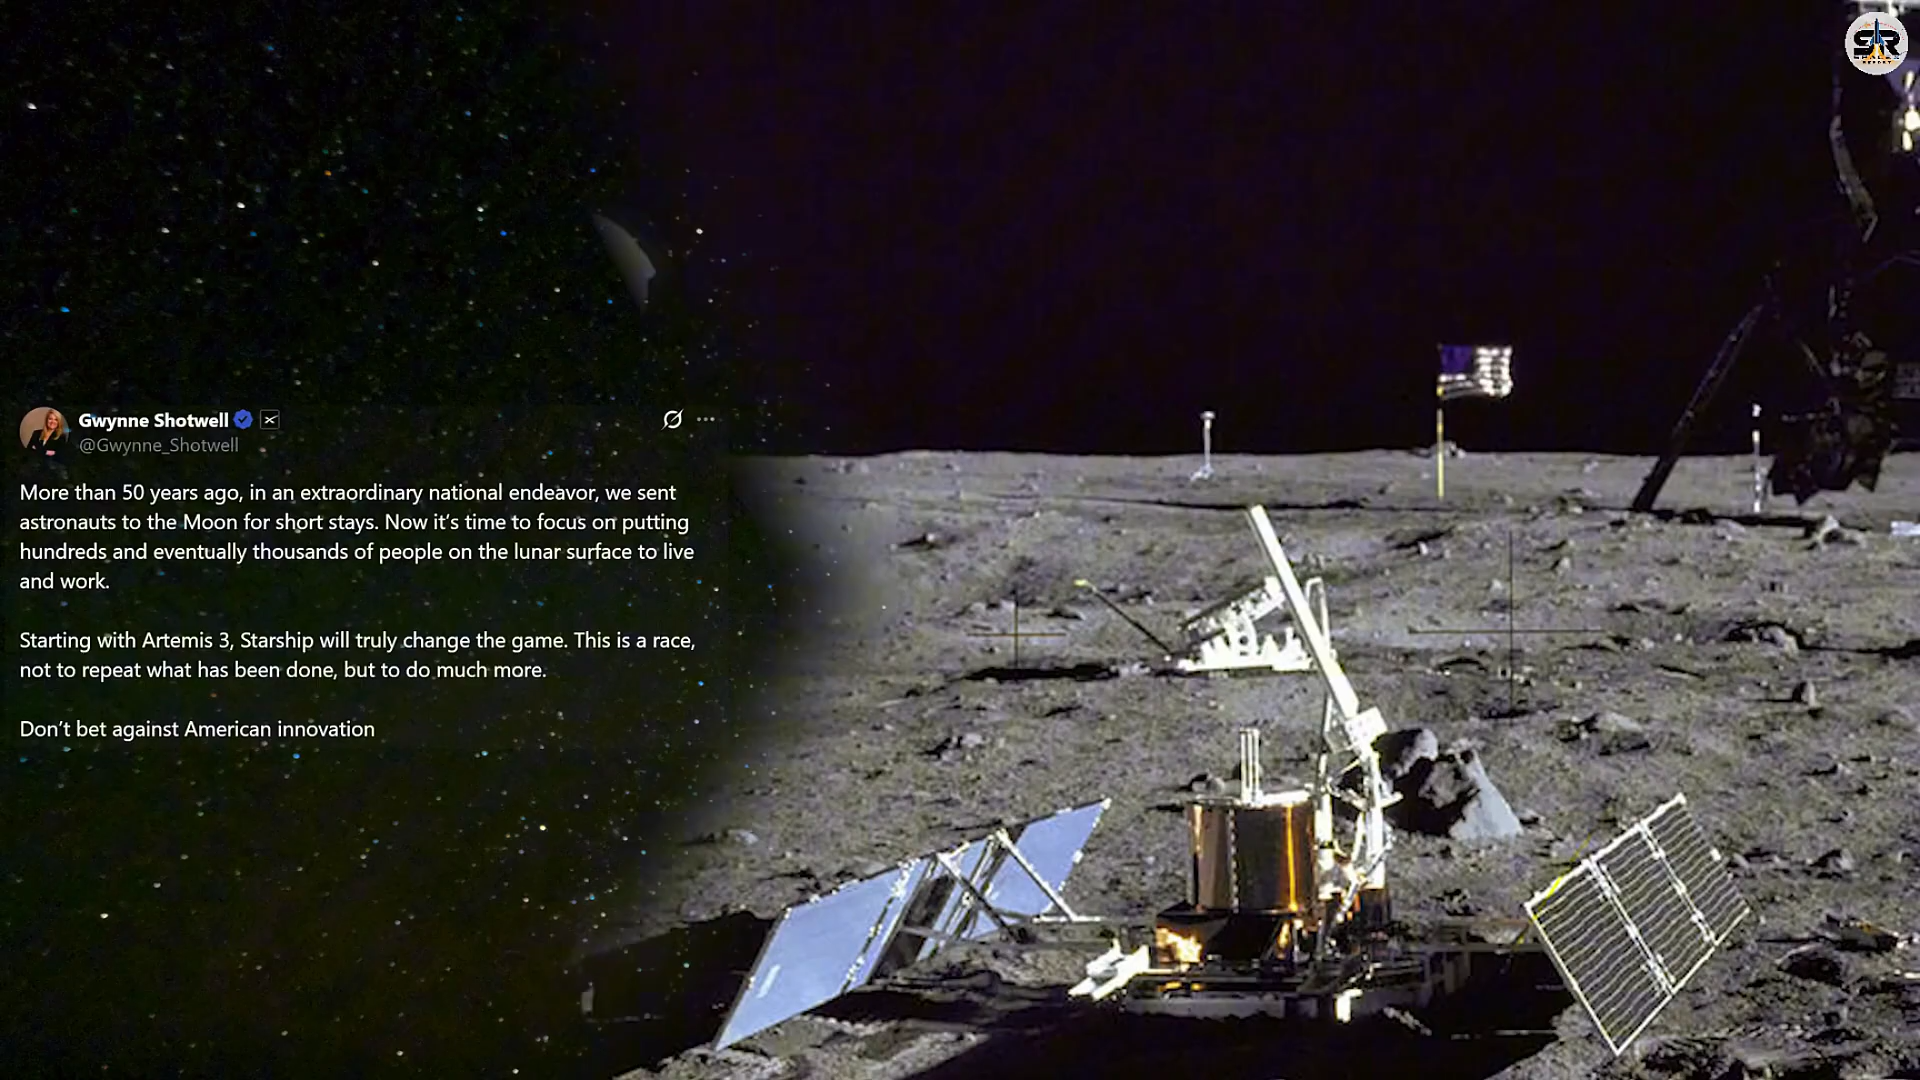 SR
REPORT
Gwynne Shotwell
@Gwynne_Shotwell
More than 50 years ago, in an extraordinary national endeavor, we sent
astronauts to the Moon for short stays. Now it’s time to focus on putting
hundreds and eventually thousands of people on the lunar surface to live
and work.
Starting with Artemis 3, Starship will truly change the game. This is a race,
not to repeat what has been done, but to do much more.
Don’t bet against American innovation